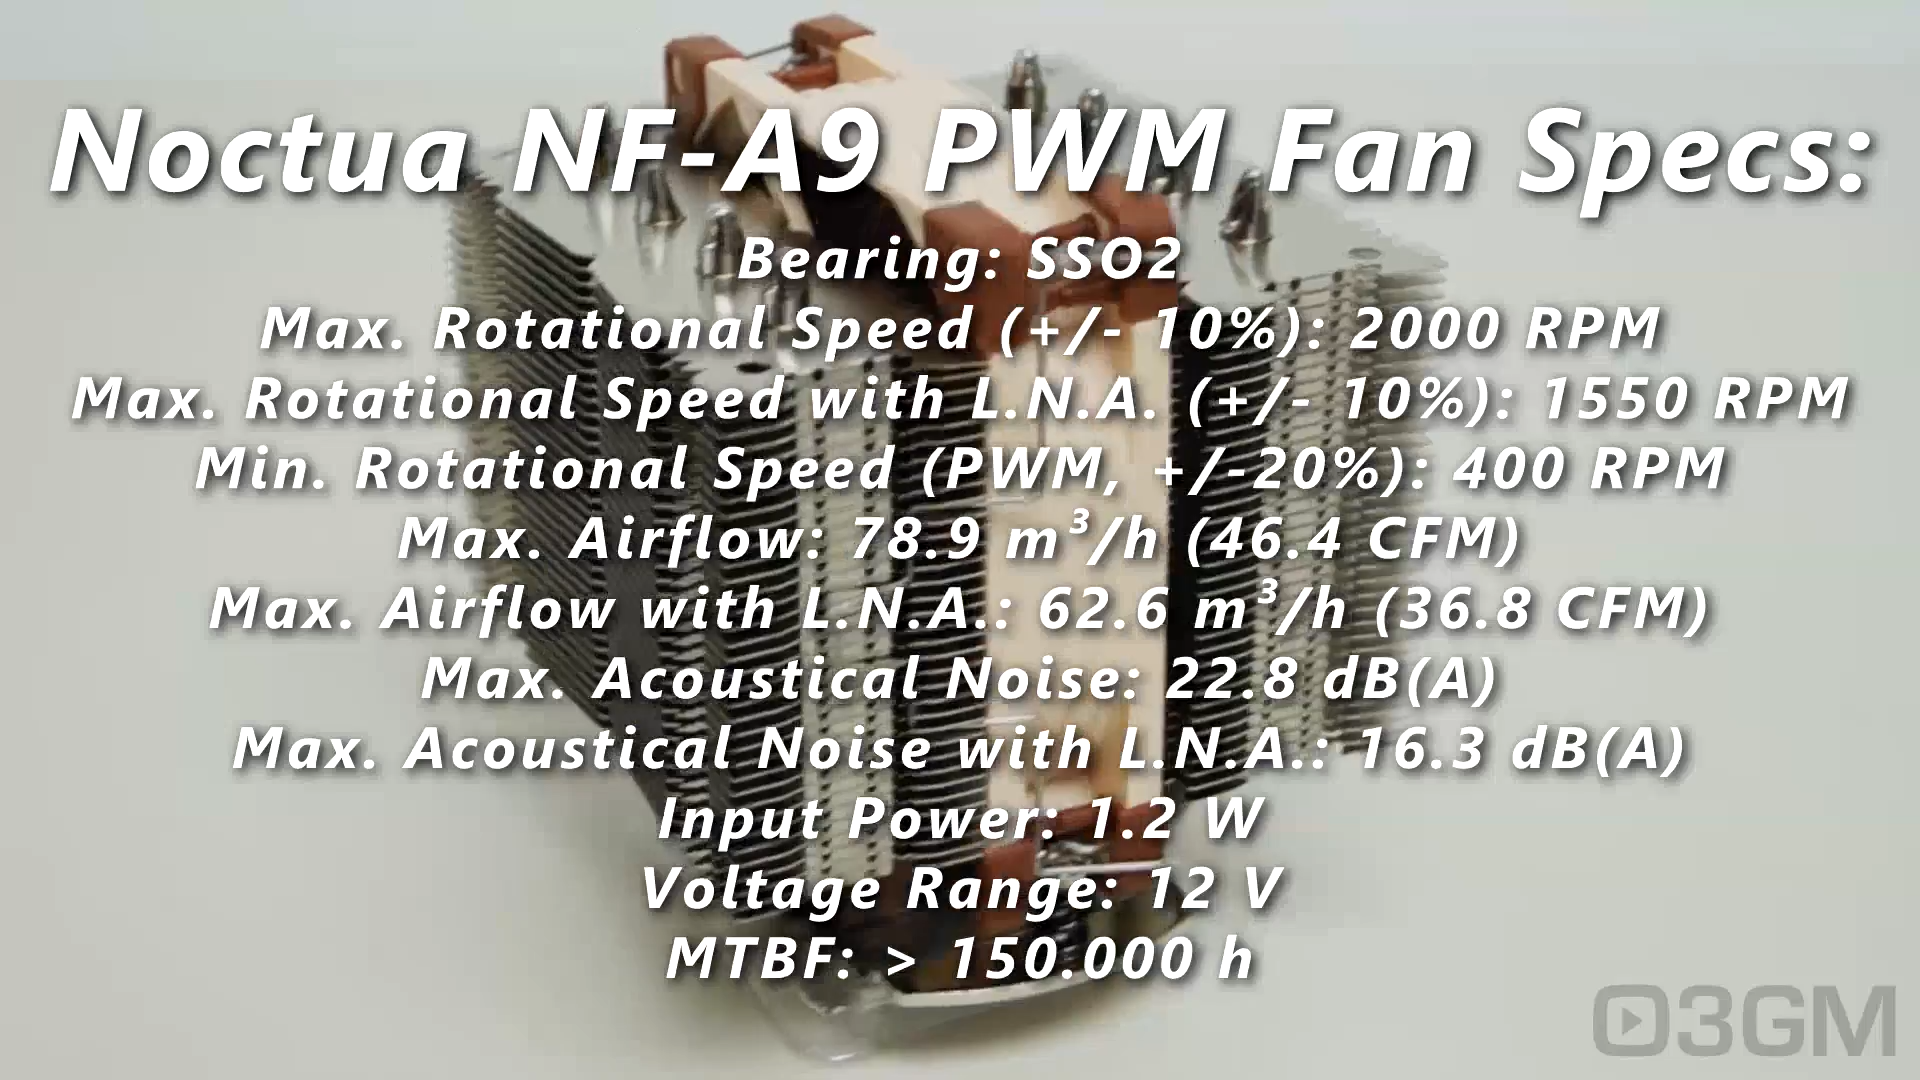 Noctua NF-A9 PWM Fan Specs:
Bearing: SSO2
Max. Rotational Speed (+/- 10%): 2000 RPM
Max. Rotational Speed with L.N.A. (+/- 10%): 1550 RPM
Min. Rotational Speed (PWM, +/-20%): 400 RPM
Max. Airflow: 78.9 m³/h (46.4 CFM)
Max. Airflow with L.N.A.: 62.6 m³/h (36.8 CFM)
Max. Acoustical Noise: 22.8 dB(A)
Max. Acoustical Noise with L.N.A.: 16.3 dB(A)
Input Power: 1.2 W
Voltage Range: 12 V
MTBF: > 150.000 h
O3GM